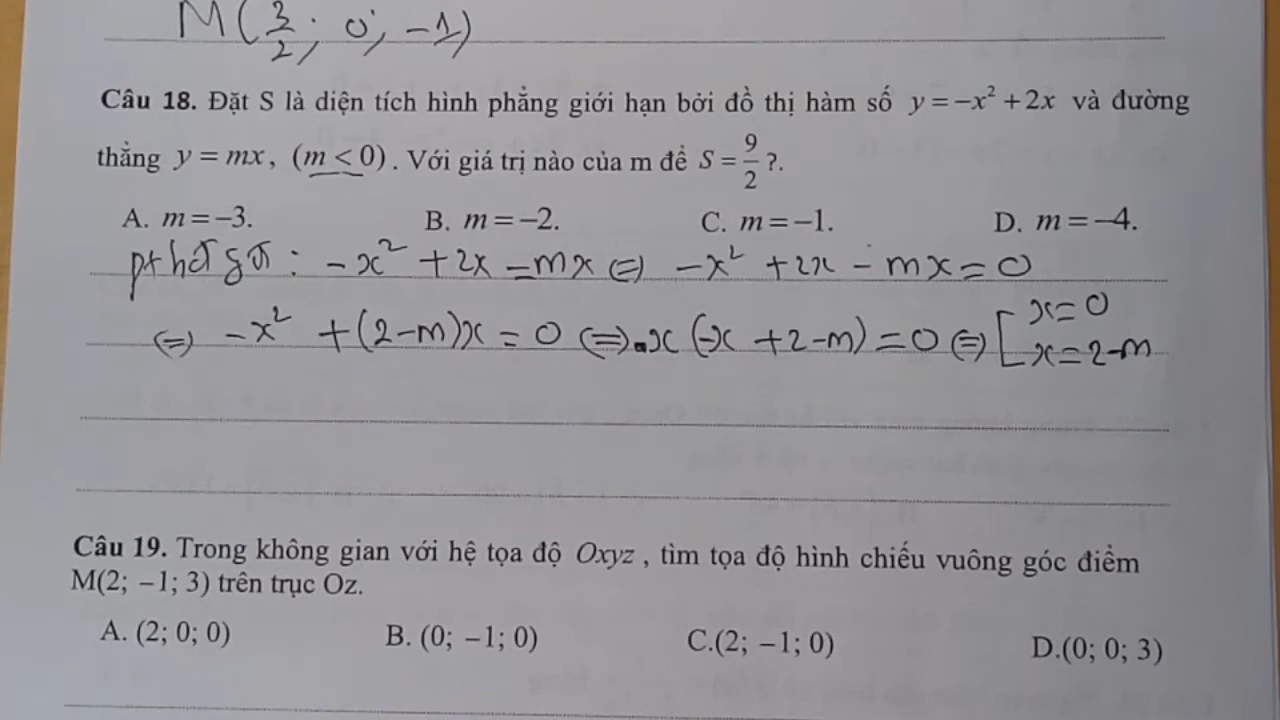 M(3/2; 0; -1)
Câu 18. Đặt S là diện tích hình phẳng giới hạn bởi đồ thị hàm số y = −x² + 2x và đường
thẳng y = mx, (m < 0). Với giá trị nào của m để S = 9/2 ?.
A. m = −3. B. m = −2. C. m = −1. D. m = −4.
pt hđ gđ : -x² + 2x = mx ⇔ -x² + 2x - mx = 0
⇔ -x² + (2-m)x = 0 ⇔ x(-x + 2-m) = 0 ⇔ [x=0
x=2-m
Câu 19. Trong không gian với hệ tọa độ Oxyz , tìm tọa độ hình chiếu vuông góc điểm
M(2; −1; 3) trên trục Oz.
A. (2; 0; 0) B. (0; −1; 0) C.(2; −1; 0) D.(0; 0; 3)